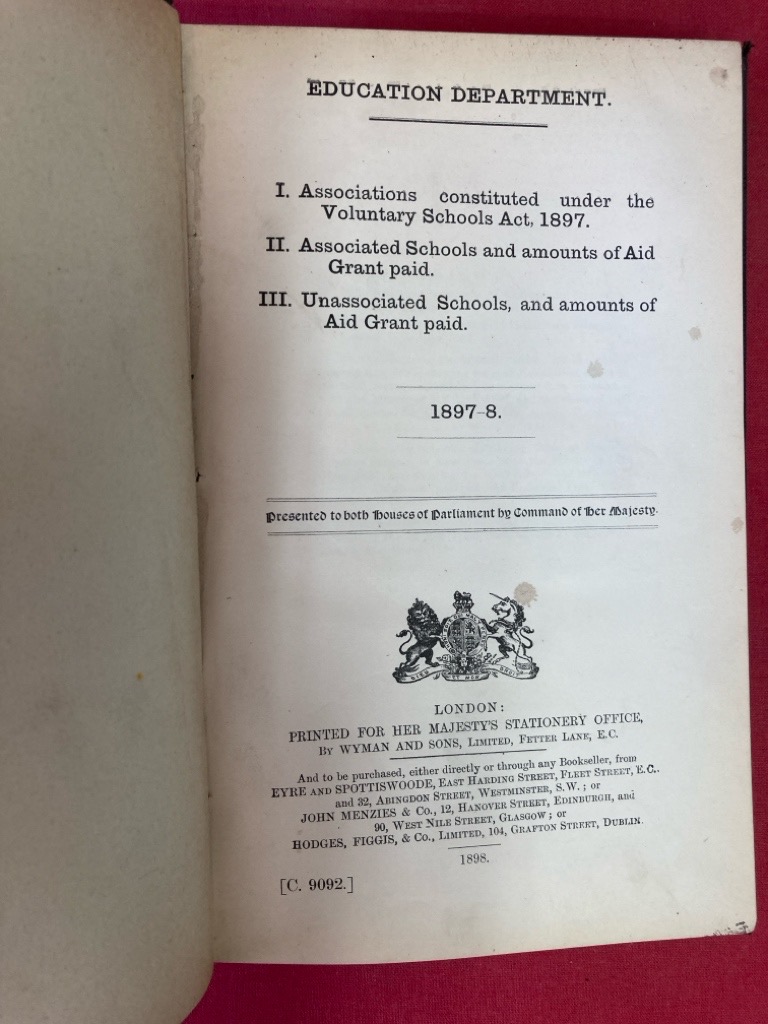 EDUCATION DEPARTMENT.
I. Associations constituted under the
Voluntary Schools Act, 1897.
II. Associated Schools and amounts of Aid
Grant paid.
III. Unassociated Schools, and amounts of
Aid Grant paid.
1897-8.
Presented to both Houses of Parliament by Command of Her Majesty.
LONDON:
PRINTED FOR HER MAJESTY'S STATIONERY OFFICE,
BY WYMAN AND SONS, LIMITED, FETTER LANE, E.C.
And to be purchased, either directly or through any Bookseller, from
EYRE AND SPOTTISWOODE, EAST HARDING STREET, FLEET STREET, E.C.
and 32, ABINGDON STREET, WESTMINSTER, S.W.; or
JOHN MENZIES & Co., 12, HANOVER STREET, EDINBURGH, and
90, WEST NILE STREET, GLASGOW; or
HODGES, FIGGIS, & Co., LIMITED, 104, GRAFTON STREET, DUBLIN.
1898.
[C. 9092.]